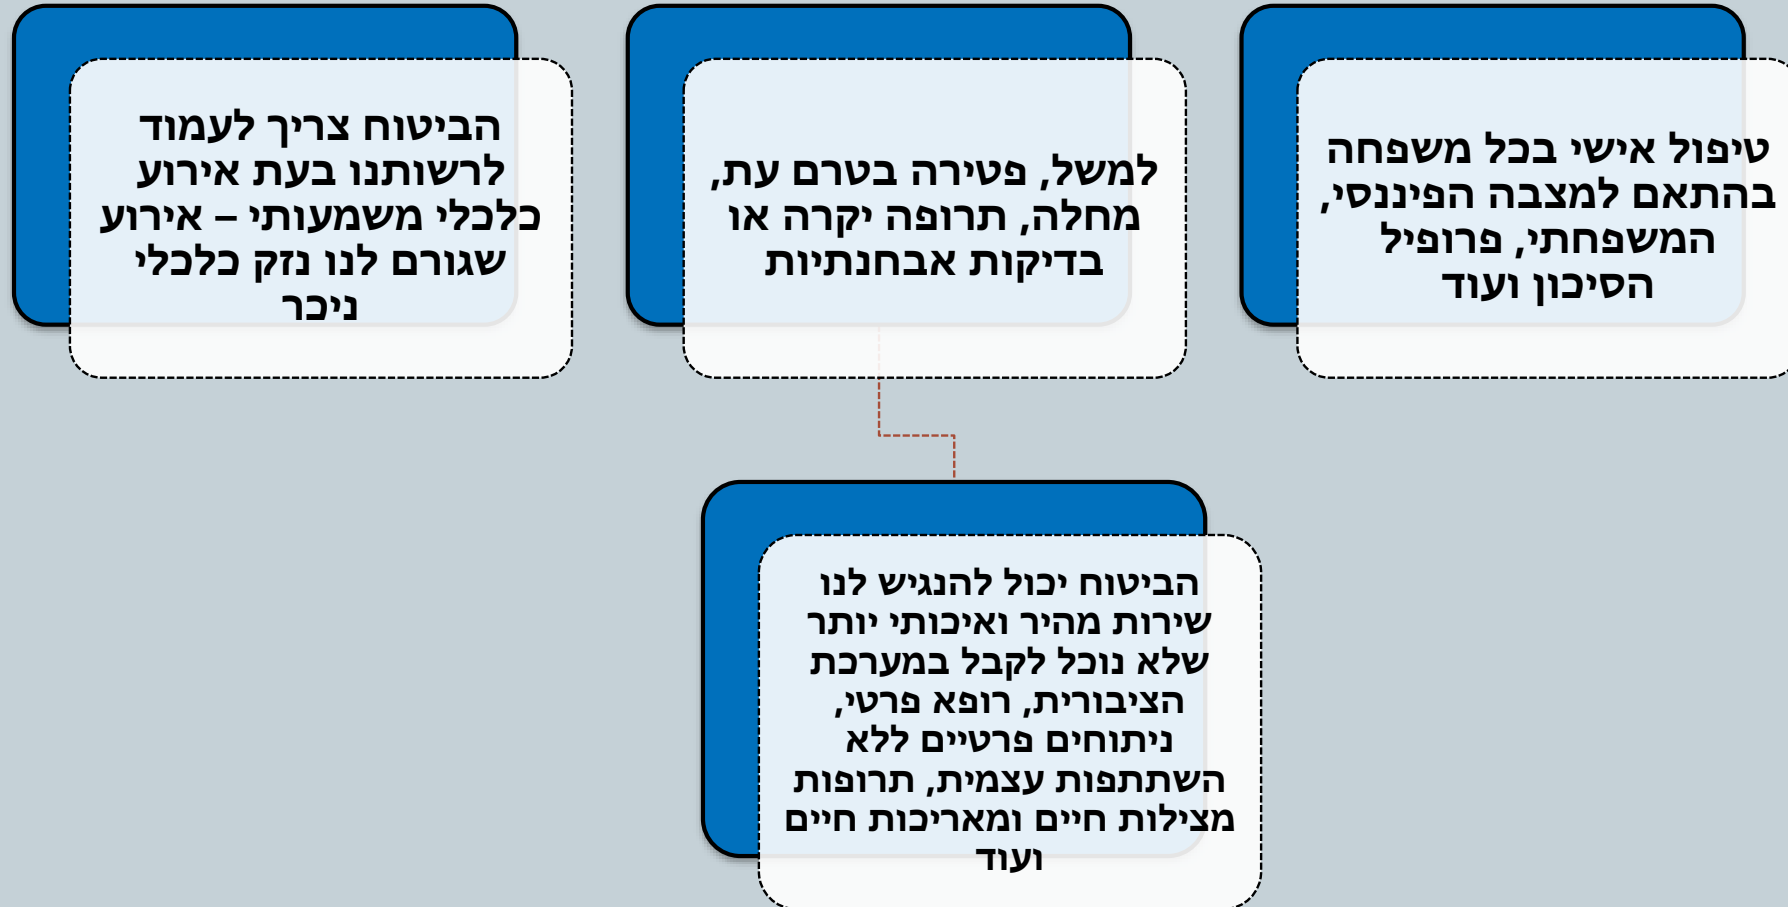 טיפול אישי בכל משפחה
בהתאם למצבה הפיננסי,
המשפחתי, פרופיל
הסיכון ועוד
למשל, פטירה בטרם עת,
מחלה, תרופה יקרה או
בדיקות אבחנתיות
הביטוח צריך לעמוד
לרשותנו בעת אירוע
כלכלי משמעותי – אירוע
שגורם לנו נזק כלכלי
ניכר
הביטוח יכול להנגיש לנו
שירות מהיר ואיכותי יותר
שלא נוכל לקבל במערכת
הציבורית, רופא פרטי,
ניתוחים פרטיים ללא
השתתפות עצמית, תרופות
מצילות חיים ומאריכות חיים
ועוד